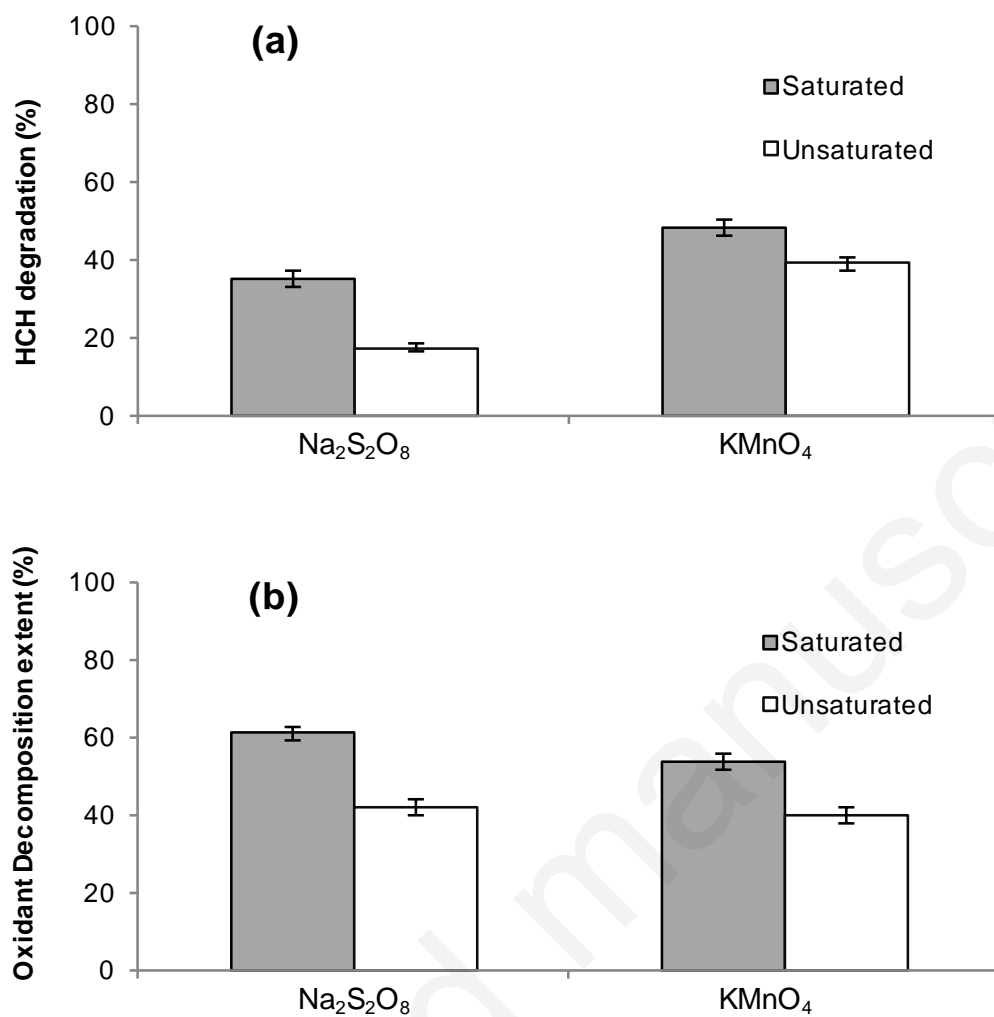 (a)
HCH degradation (%)
100
80
60
40
20
0
Saturated
Unsaturated
Na₂S₂O₈
KMnO₄
(b)
Oxidant Decomposition extent (%)
100
80
60
40
20
0
Saturated
Unsaturated
Na₂S₂O₈
KMnO₄